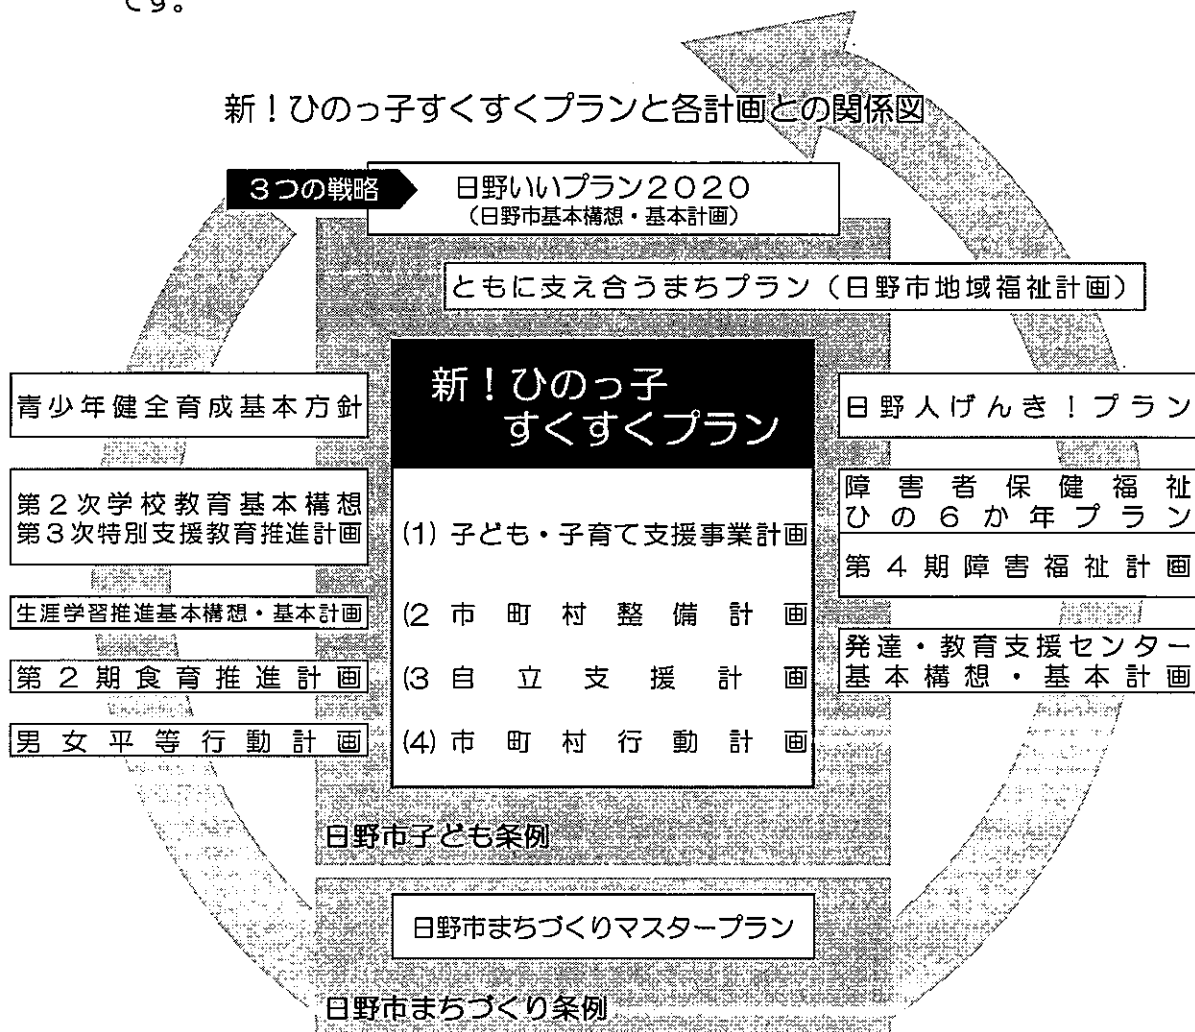 です。
新！ひのっ子すくすくプランと各計画との関係図
３つの戦略
日野いいプラン２０２０
（日野市基本構想・基本計画）
ともに支え合うまちプラン（日野市地域福祉計画）
新！ひのっ子
すくすくプラン
(1) 子ども・子育て支援事業計画
(2 市町村整備計画
(3 自立支援計画
(4) 市町村行動計画
青少年健全育成基本方針
第２次学校教育基本構想
第３次特別支援教育推進計画
生涯学習推進基本構想・基本計画
第２期食育推進計画
男女平等行動計画
日野人げんき！プラン
障害者保健福祉
ひの６か年プラン
第４期障害福祉計画
発達・教育支援センター
基本構想・基本計画
日野市子ども条例
日野市まちづくりマスタープラン
日野市まちづくり条例